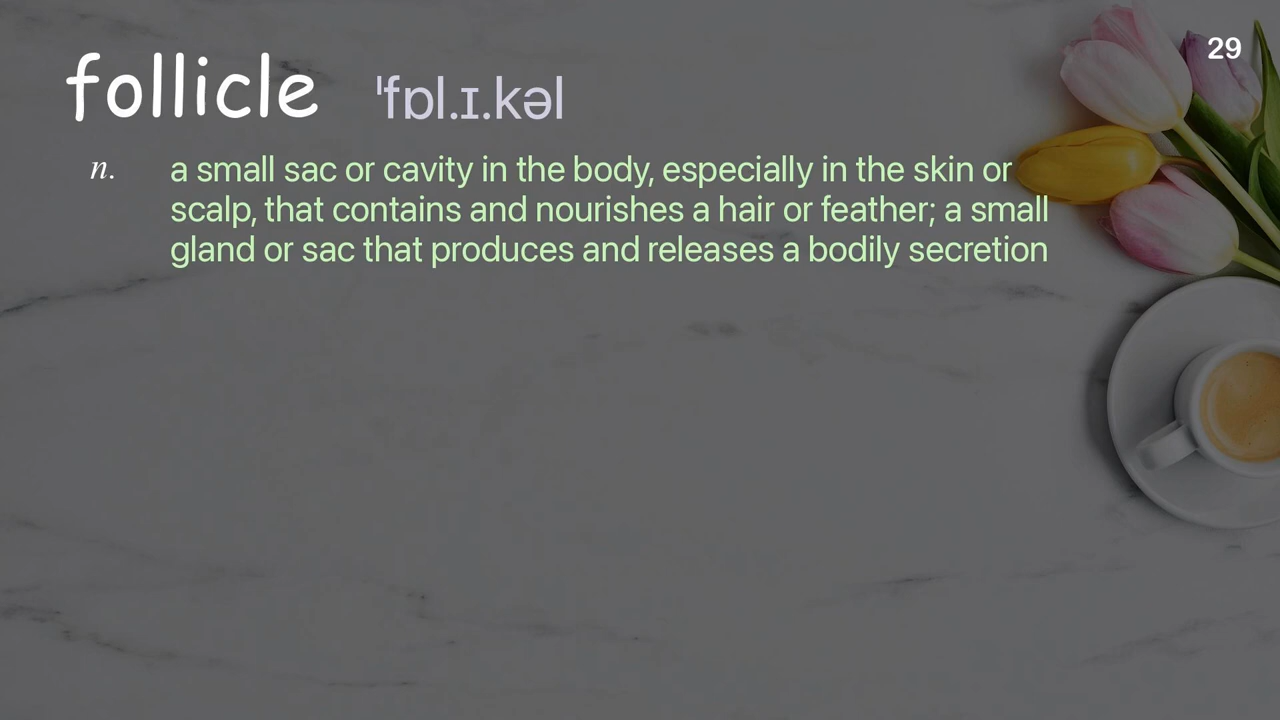 29
follicle ˈfɒl.ɪ.kəl
n. a small sac or cavity in the body, especially in the skin or
scalp, that contains and nourishes a hair or feather; a small
gland or sac that produces and releases a bodily secretion